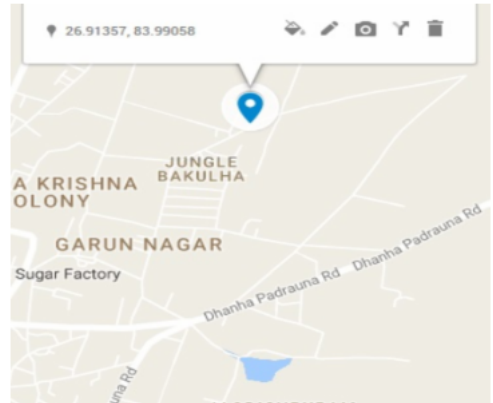 26.91357, 83.99058
JUNGLE
BAKULHA
A KRISHNA
OLONY
GARUN NAGAR
Sugar Factory
Dhanha Padrauna Rd
Dhanha Padrauna Rd
una Rd